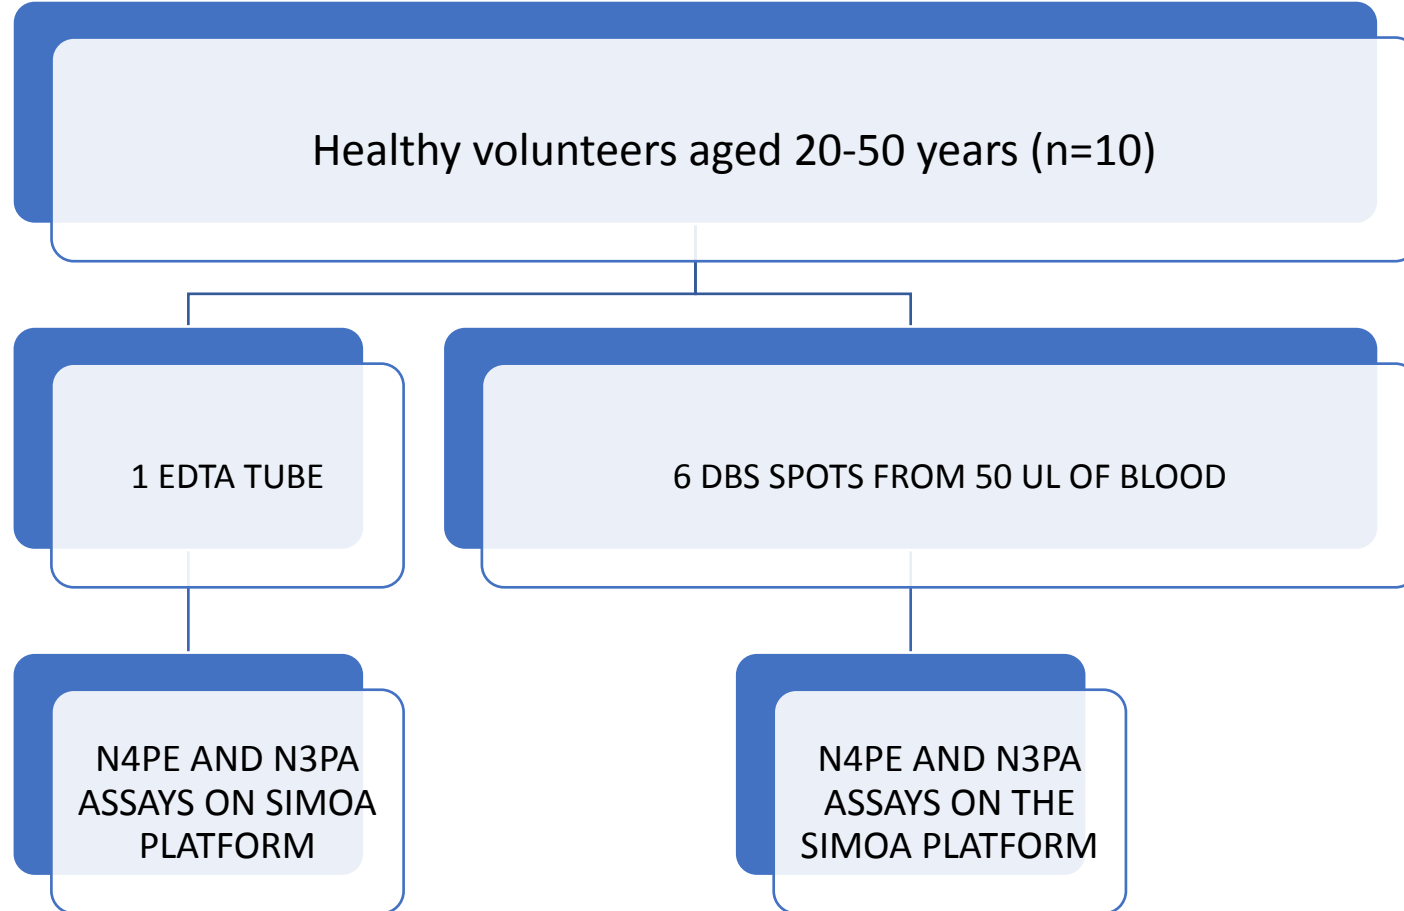 Healthy volunteers aged 20-50 years (n=10)
1 EDTA TUBE
6 DBS SPOTS FROM 50 UL OF BLOOD
N4PE AND N3PA
ASSAYS ON SIMOA
PLATFORM
N4PE AND N3PA
ASSAYS ON THE
SIMOA PLATFORM